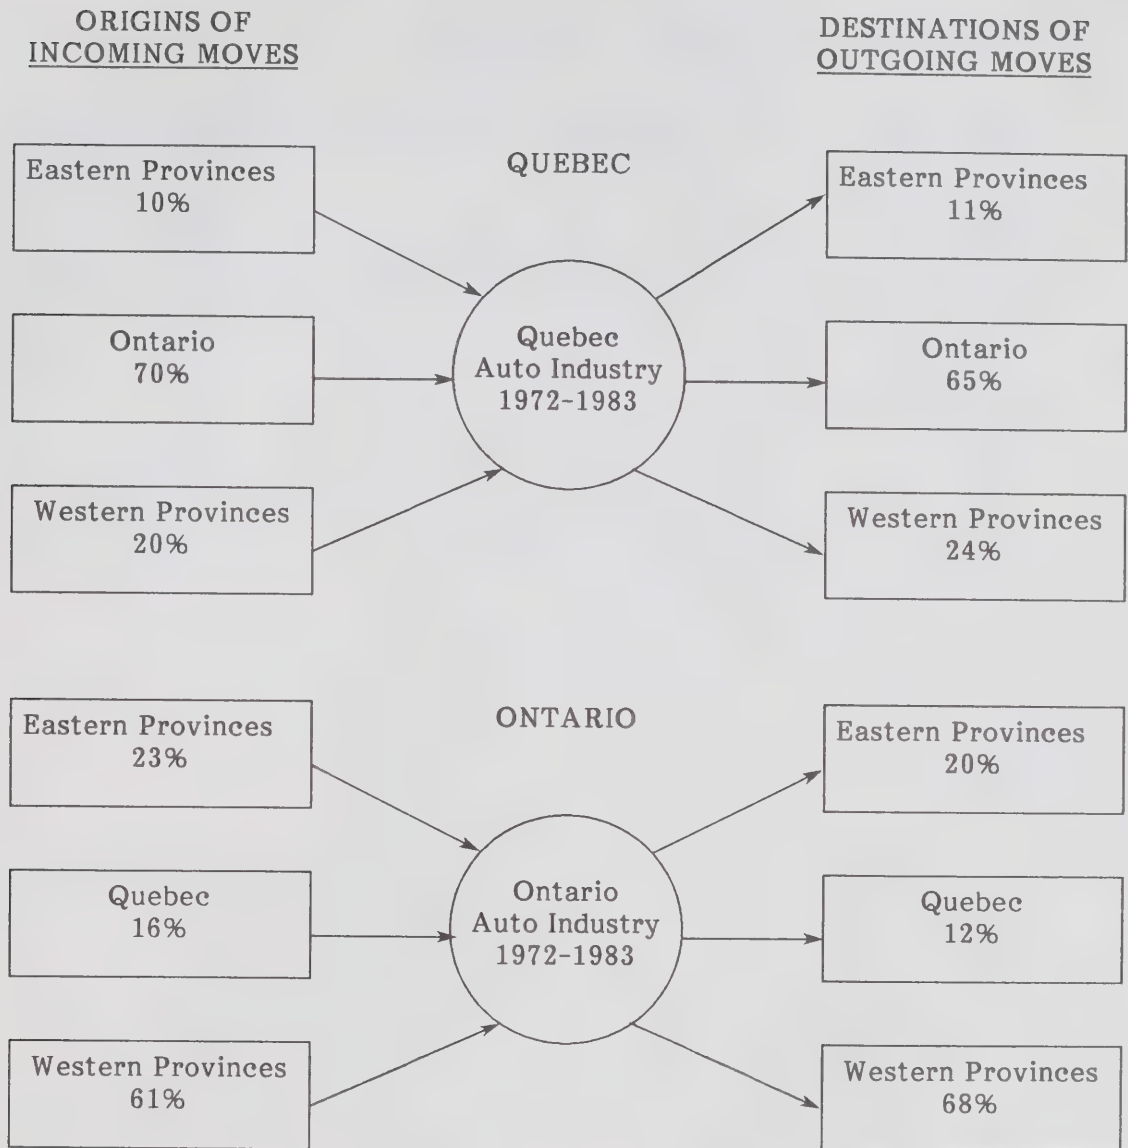 ORIGINS OF
INCOMING MOVES
DESTINATIONS OF
OUTGOING MOVES
QUEBEC
Eastern Provinces
10%
Ontario
70%
Western Provinces
20%
Quebec
Auto Industry
1972-1983
Eastern Provinces
11%
Ontario
65%
Western Provinces
24%
ONTARIO
Eastern Provinces
23%
Quebec
16%
Western Provinces
61%
Ontario
Auto Industry
1972-1983
Eastern Provinces
20%
Quebec
12%
Western Provinces
68%